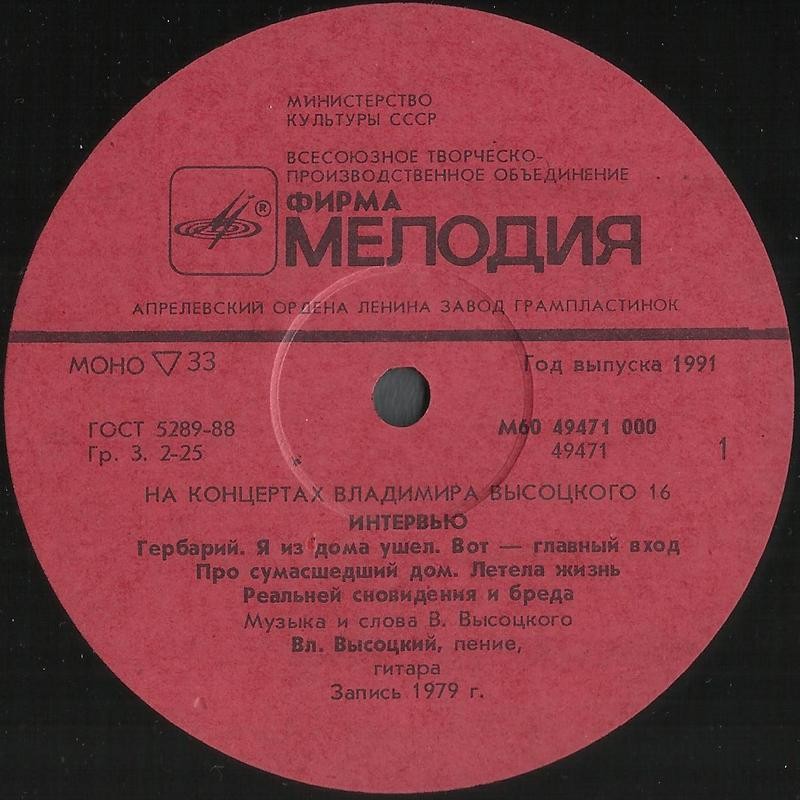 МИНИСТЕРСТВО
КУЛЬТУРЫ СССР
ВСЕСОЮЗНОЕ ТВОРЧЕСКО-
ПРОИЗВОДСТВЕННОЕ ОБЪЕДИНЕНИЕ
ФИРМА
®
МЕЛОДИЯ
АПРЕЛЕВСКИЙ ОРДЕНА ЛЕНИНА ЗАВОД ГРАМПЛАСТИНОК
МОНО ▽ 33 Год выпуска 1991
ГОСТ 5289-88 М60 49471 000
Гр. 3. 2-25 49471 1
НА КОНЦЕРТАХ ВЛАДИМИРА ВЫСОЦКОГО 16
ИНТЕРВЬЮ
Гербарий. Я из дома ушел. Вот — главный вход
Про сумасшедший дом. Летела жизнь
Реальней сновидения и бреда
Музыка и слова В. Высоцкого
Вл. Высоцкий, пение,
гитара
Запись 1979 г.